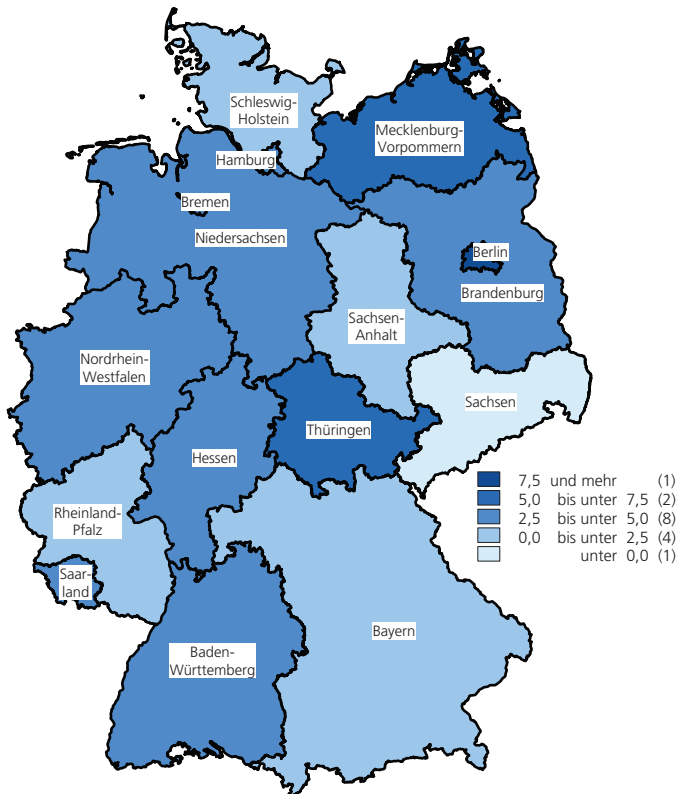 Schleswig-
Holstein
Mecklenburg-
Vorpommern
Hamburg
Bremen
Niedersachsen
Berlin
Brandenburg
Sachsen-
Anhalt
Nordrhein-
Westfalen
Sachsen
Thüringen
Hessen
Rheinland-
Pfalz
Saar-
land
Bayern
Baden-
Württemberg
7,5 und mehr (1)
5,0 bis unter 7,5 (2)
2,5 bis unter 5,0 (8)
0,0 bis unter 2,5 (4)
unter 0,0 (1)